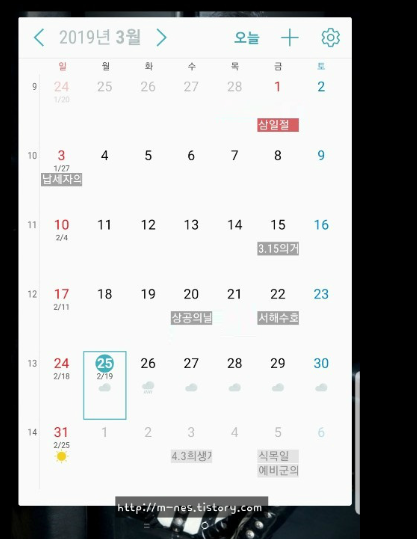 2019년 3월 오늘
일 월 화 수 목 금 토
9 24 25 26 27 28 1 2
1/20
삼일절
10 3 4 5 6 7 8 9
1/27
납세자의
11 10 11 12 13 14 15 16
2/4
3.15의거
12 17 18 19 20 21 22 23
2/11
상공의날 서해수호
13 24 25 26 27 28 29 30
2/18 2/19
14 31 1 2 3 4 5 6
2/25
4.3희생자 식목일
예비군의
http://m-nes.tistory.com